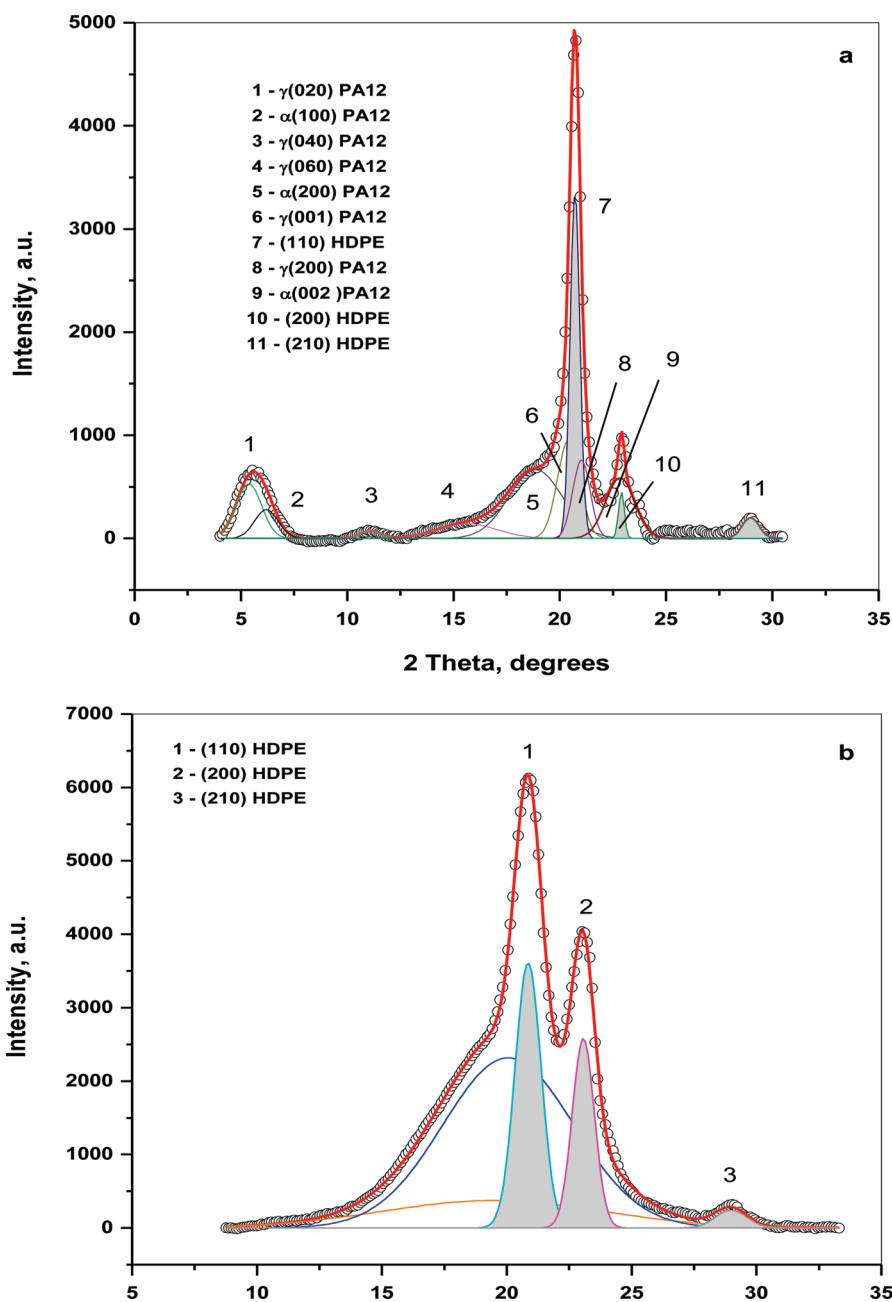 5000
4000
3000
2000
1000
0
Intensity, a.u.
a
1 - γ(020) PA12
2 - α(100) PA12
3 - γ(040) PA12
4 - γ(060) PA12
5 - α(200) PA12
6 - γ(001) PA12
7 - (110) HDPE
8 - γ(200) PA12
9 - α(002 )PA12
10 - (200) HDPE
11 - (210) HDPE
1
2
3
4
5
6
7
8
9
10
11
0 5 10 15 20 25 30 35
2 Theta, degrees
7000
6000
5000
4000
3000
2000
1000
0
Intensity, a.u.
b
1 - (110) HDPE
2 - (200) HDPE
3 - (210) HDPE
1
2
3
5 10 15 20 25 30 35